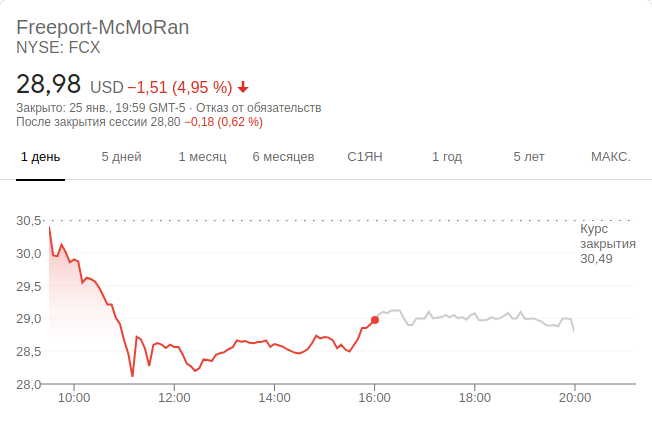 Freeport-McMoRan
NYSE: FCX
28,98 USD −1,51 (4,95 %)
Закрыто: 25 янв., 19:59 GMT-5 · Отказ от обязательств
После закрытия сессии 28,80 −0,18 (0,62 %)
1 день 5 дней 1 месяц 6 месяцев С1ЯН 1 год 5 лет МАКС.
30,5
Курс
закрытия
30,49
30,0
29,5
29,0
28,5
28,0
10:00 12:00 14:00 16:00 18:00 20:00